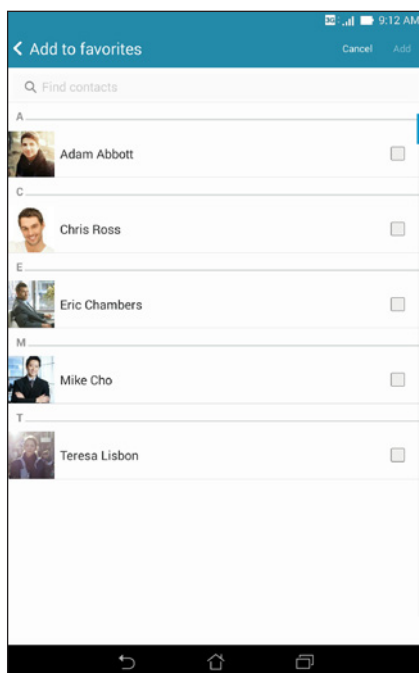 3G 9:12 AM
Add to favorites Cancel Add
Find contacts
A
Adam Abbott
C
Chris Ross
E
Eric Chambers
M
Mike Cho
T
Teresa Lisbon